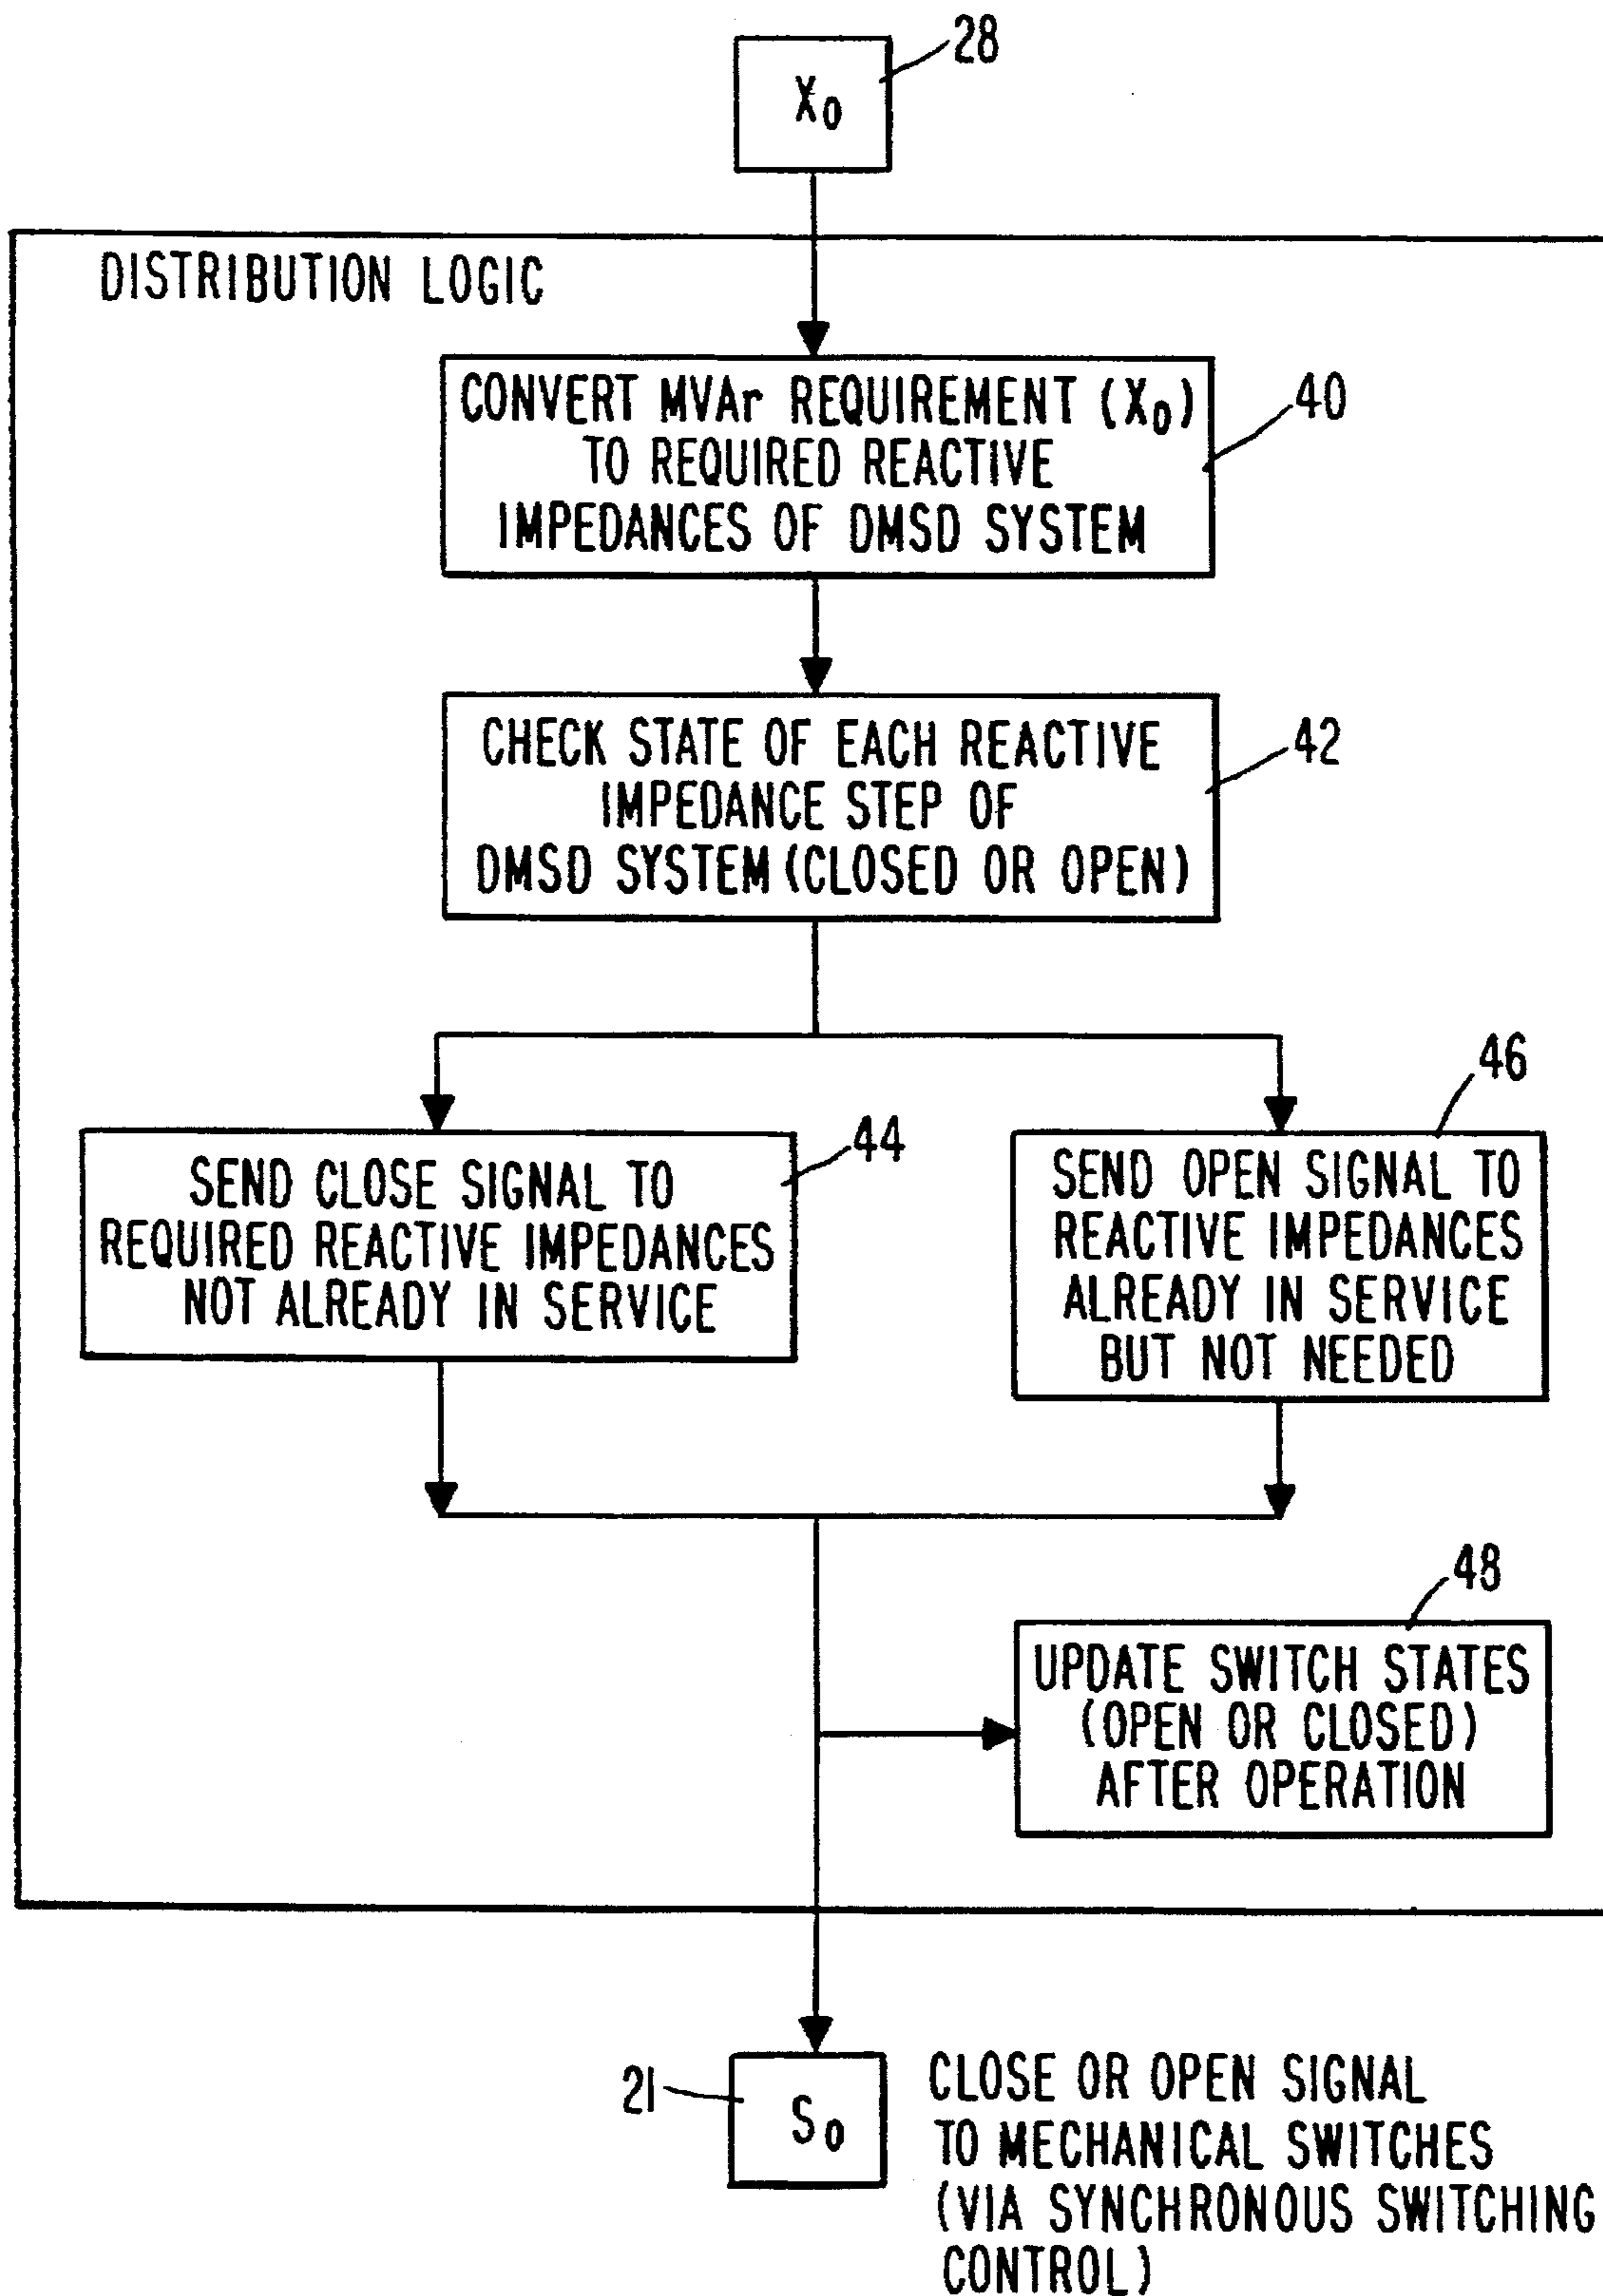 28
X₀
DISTRIBUTION LOGIC
CONVERT MVAr REQUIREMENT (X₀)
TO REQUIRED REACTIVE
IMPEDANCES OF DMSD SYSTEM
40
CHECK STATE OF EACH REACTIVE
IMPEDANCE STEP OF
DMSD SYSTEM (CLOSED OR OPEN)
42
SEND CLOSE SIGNAL TO
REQUIRED REACTIVE IMPEDANCES
NOT ALREADY IN SERVICE
44
46
SEND OPEN SIGNAL TO
REACTIVE IMPEDANCES
ALREADY IN SERVICE
BUT NOT NEEDED
48
UPDATE SWITCH STATES
(OPEN OR CLOSED)
AFTER OPERATION
21
S₀
CLOSE OR OPEN SIGNAL
TO MECHANICAL SWITCHES
(VIA SYNCHRONOUS SWITCHING
CONTROL)